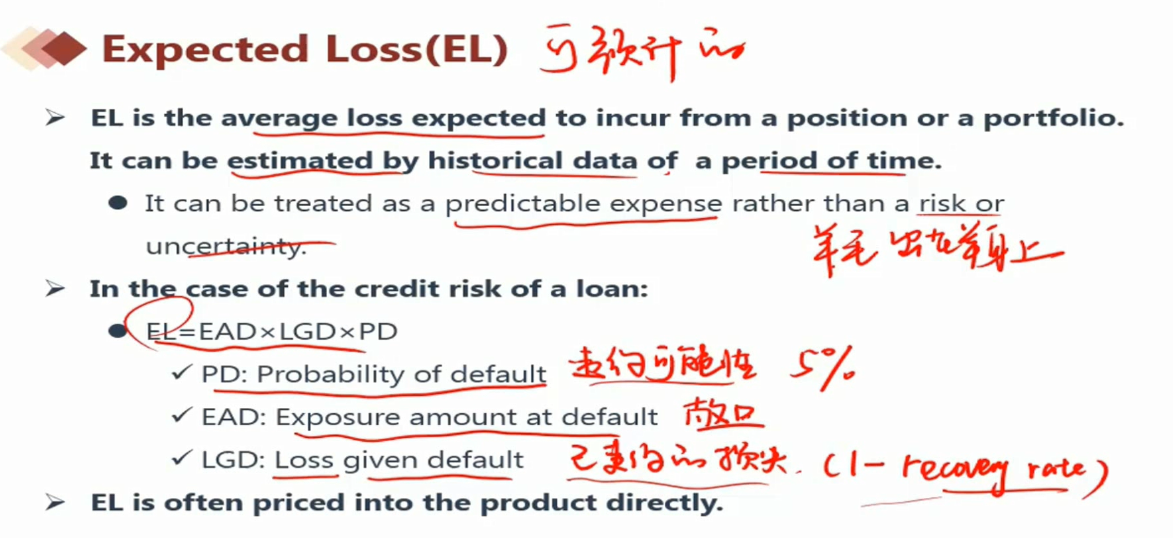 Expected Loss(EL) 可预计的
➢ EL is the average loss expected to incur from a position or a portfolio.
It can be estimated by historical data of a period of time.
● It can be treated as a predictable expense rather than a risk or
uncertainty.
羊毛出在羊身上
➢ In the case of the credit risk of a loan:
● EL=EAD×LGD×PD
✓ PD: Probability of default 违约可能性 5%
✓ EAD: Exposure amount at default 敞口
✓ LGD: Loss given default 已违约的损失. (1- recovery rate)
➢ EL is often priced into the product directly.